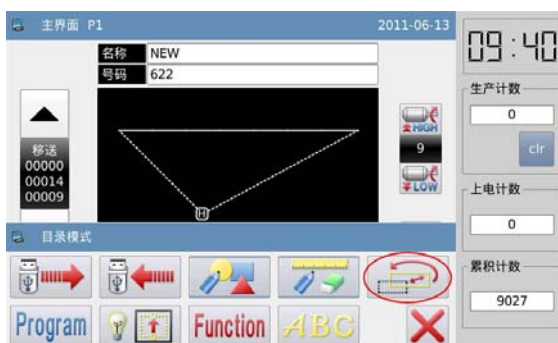 主界面 P1
2011-06-13
09:40
名称 NEW
号码 622
移送
00000
00014
00009
HIGH
9
LOW
H
生产计数
0
clr
上电计数
0
累积计数
9027
目录模式
Program
Function
ABC